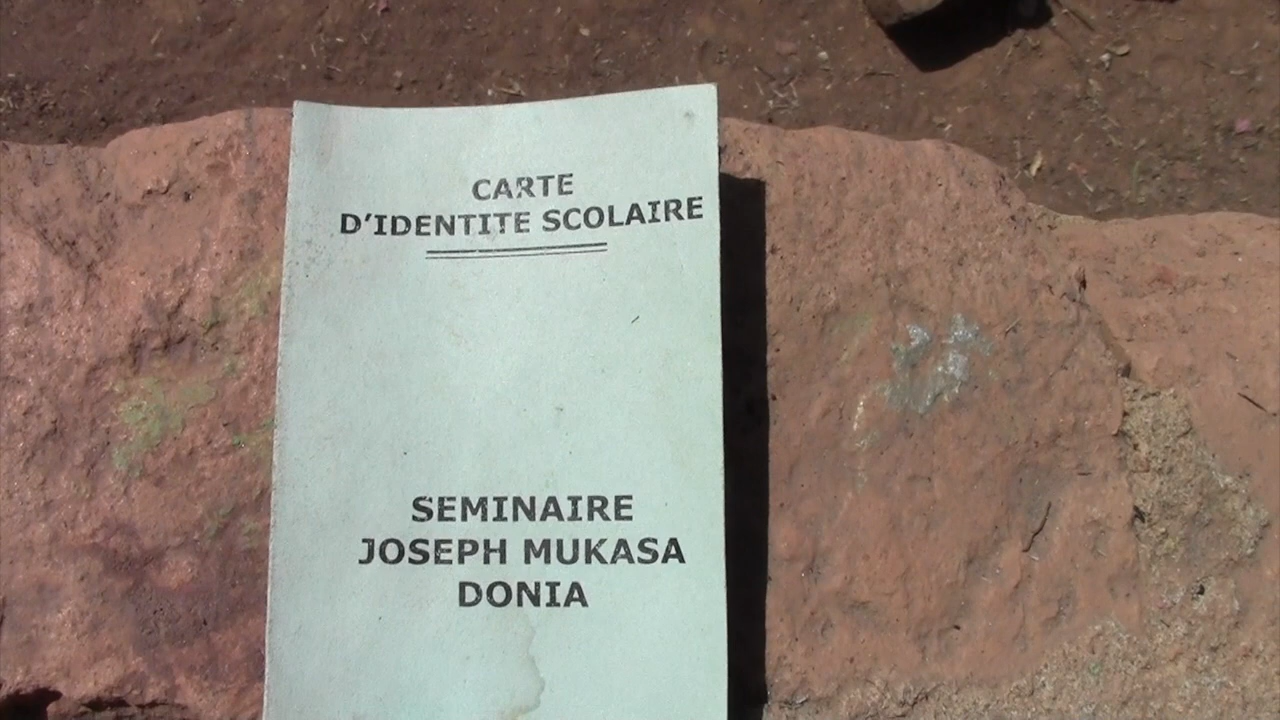 CARTE
D'IDENTITE SCOLAIRE
SEMINAIRE
JOSEPH MUKASA
DONIA